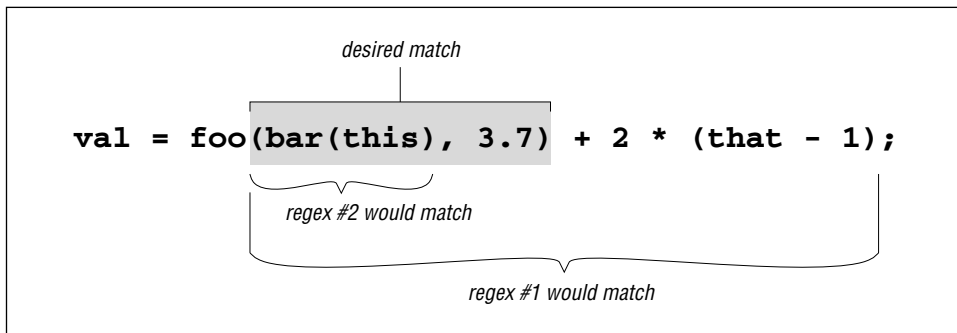 desired match
val = foo(bar(this), 3.7) + 2 * (that - 1);
regex #2 would match
regex #1 would match